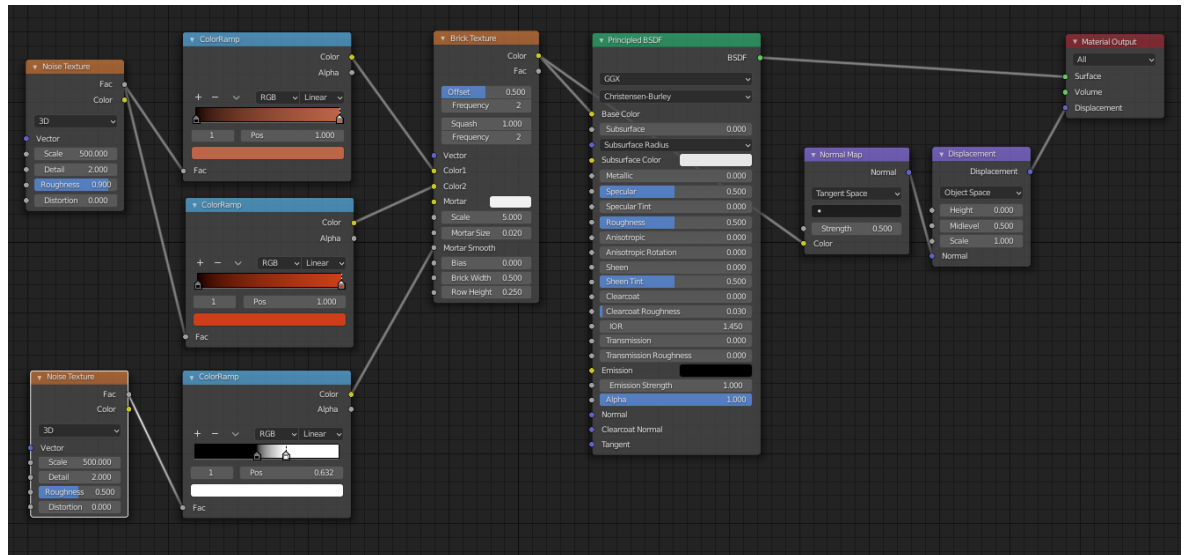 Noise Texture
Fac
Color
3D
Vector
Scale 500.000
Detail 2.000
Roughness 0.900
Distortion 0.000
ColorRamp
Color
Alpha
+ − RGB Linear
1 Pos 1.000
Fac
ColorRamp
Color
Alpha
+ − RGB Linear
1 Pos 1.000
Fac
Noise Texture
Fac
Color
3D
Vector
Scale 500.000
Detail 2.000
Roughness 0.500
Distortion 0.000
ColorRamp
Color
Alpha
+ − RGB Linear
1 Pos 0.632
Fac
Brick Texture
Color
Fac
Offset 0.500
Frequency 2
Squash 1.000
Frequency 2
Vector
Color1
Color2
Mortar
Scale 5.000
Mortar Size 0.020
Mortar Smooth
Bias 0.000
Brick Width 0.500
Row Height 0.250
Principled BSDF
BSDF
GGX
Christensen-Burley
Base Color
Subsurface 0.000
Subsurface Radius
Subsurface Color
Metallic 0.000
Specular 0.500
Specular Tint 0.000
Roughness 0.500
Anisotropic 0.000
Anisotropic Rotation 0.000
Sheen 0.000
Sheen Tint 0.500
Clearcoat 0.000
Clearcoat Roughness 0.030
IOR 1.450
Transmission 0.000
Transmission Roughness 0.000
Emission
Emission Strength 1.000
Alpha 1.000
Normal
Clearcoat Normal
Tangent
Normal Map
Normal
Tangent Space
Strength 0.500
Color
Displacement
Displacement
Object Space
Height 0.000
Midlevel 0.500
Scale 1.000
Normal
Material Output
All
Surface
Volume
Displacement